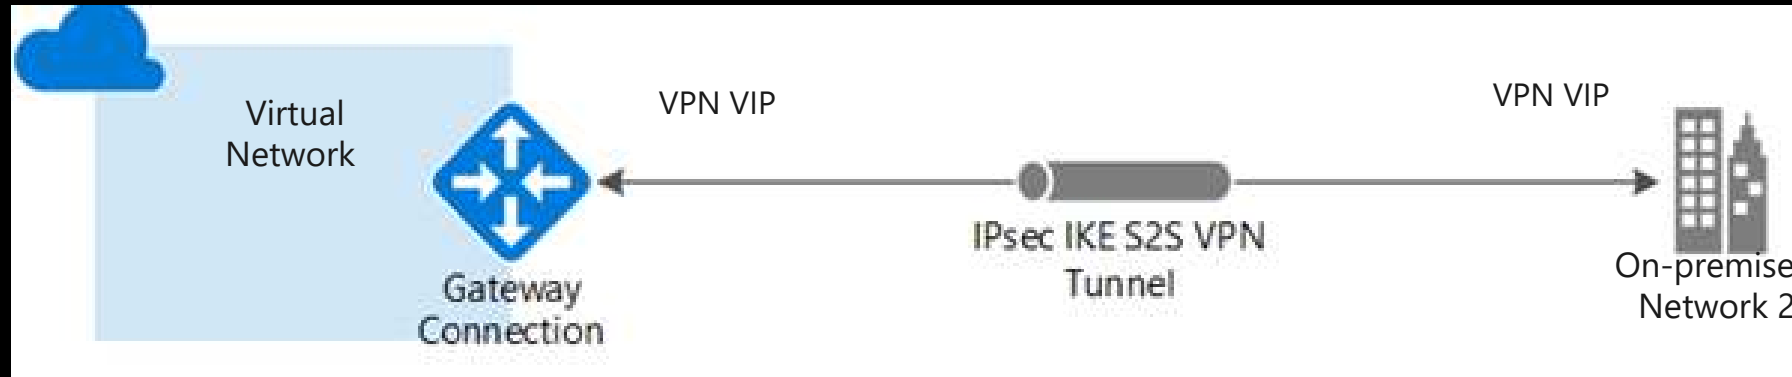 Virtual
Network
VPN VIP
VPN VIP
IPsec IKE S2S VPN
Tunnel
Gateway
Connection
On-premise
Network 2